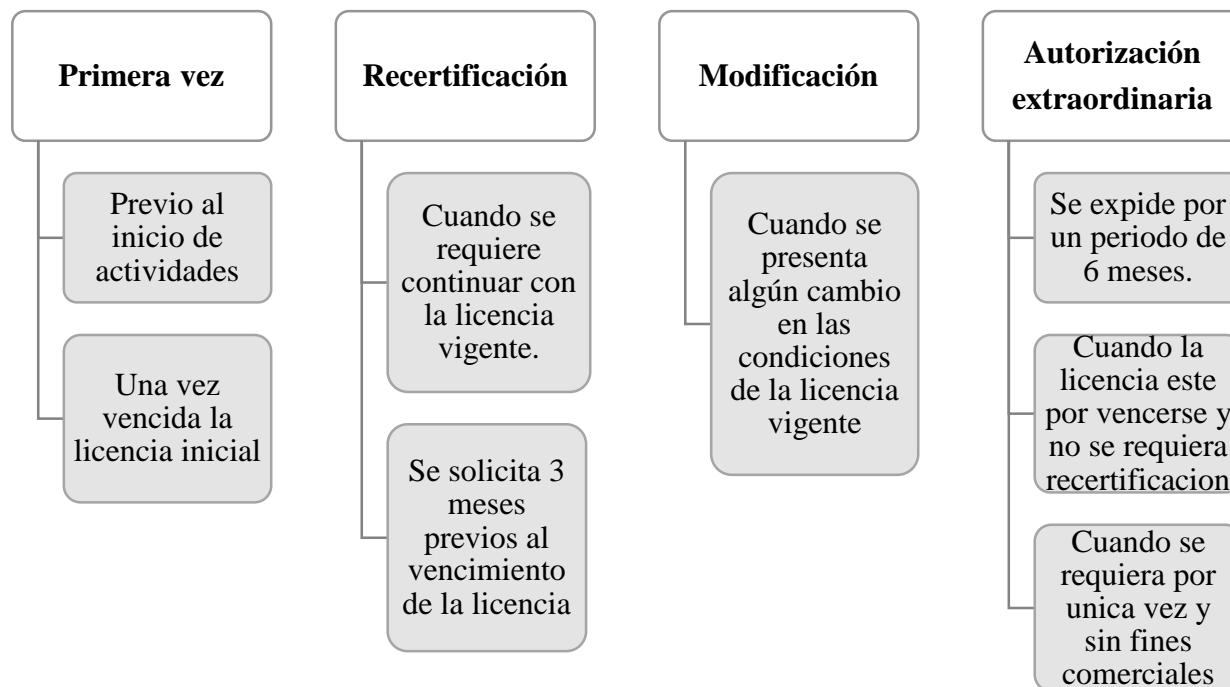 Primera vez
Previo al
inicio de
actividades
Una vez
vencida la
licencia inicial
Recertificación
Cuando se
requiere
continuar con
la licencia
vigente.
Se solicita 3
meses
previos al
vencimiento
de la licencia
Modificación
Cuando se
presenta
algún cambio
en las
condiciones
de la licencia
vigente
Autorización
extraordinaria
Se expide por
un periodo de
6 meses.
Cuando la
licencia este
por vencerse y
no se requiera
recertificacion
Cuando se
requiera por
unica vez y
sin fines
comerciales